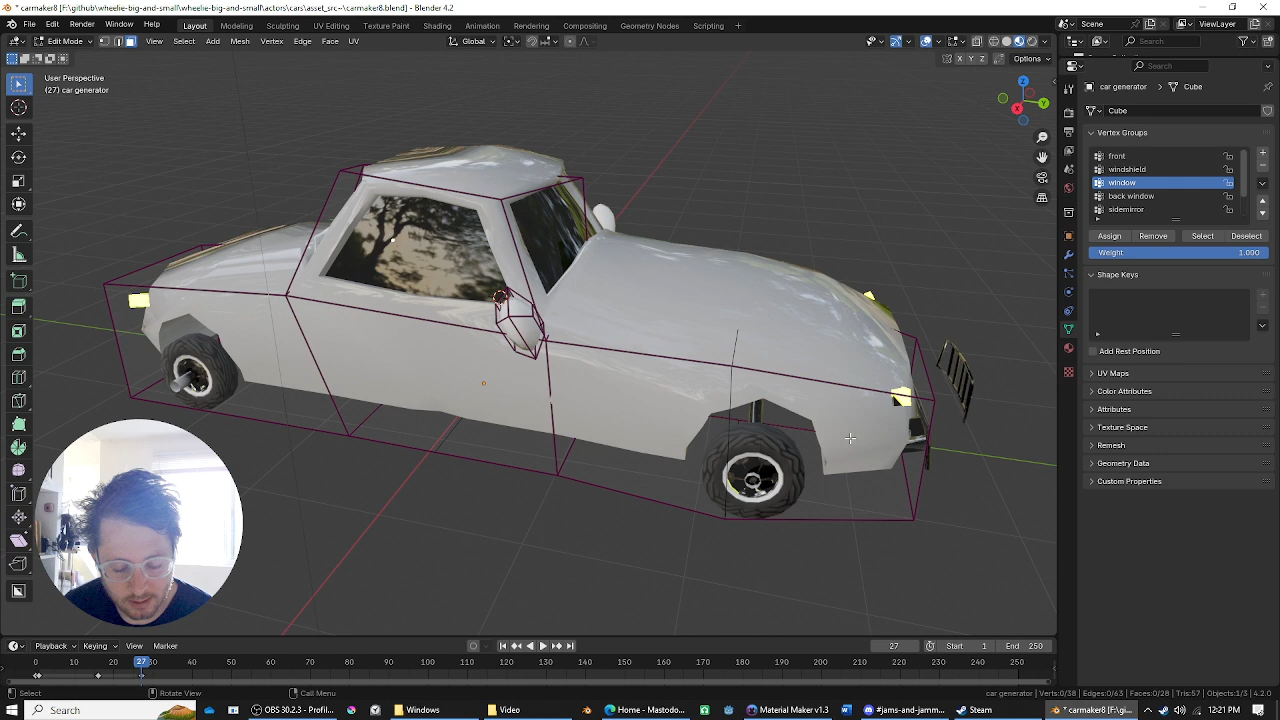 * carmaker8 [F:\github\wheelie-big-and-small\wheelie-big-and-small\actors\cars\asset_src--\carmaker8.blend] - Blender 4.2
File Edit Render Window Help
Layout Modeling Sculpting UV Editing Texture Paint Shading Animation Rendering Compositing Geometry Nodes Scripting +
Scene ViewLayer
Edit Mode View Select Add Mesh Vertex Edge Face UV Global Search
X Y Z Options Search
User Perspective
(27) car generator
Z
Y
X
car generator > Cube
Cube
Vertex Groups
front
windshield
window
back window
sidemirror
Assign Remove Select Deselect
Weight 1.000
Shape Keys
Add Rest Position
UV Maps
Color Attributes
Attributes
Texture Space
Remesh
Geometry Data
Custom Properties
Playback Keying View Marker 27 Start 1 End 250
0 10 20 27 30 40 50 60 70 80 90 100 110 120 130 140 150 160 170 180 190 200 210 220 230 240 250
Select Rotate View Call Menu car generator | Verts:0/38 | Edges:0/63 | Faces:0/28 | Tris:57 | Objects:1/3 | 4.2.0
Search OBS 30.2.3 - Profil... Windows Video Home - Mastodo... Material Maker v1.3 #jams-and-jamm... Steam * carmaker8 [F:\gi... 12:21 PM